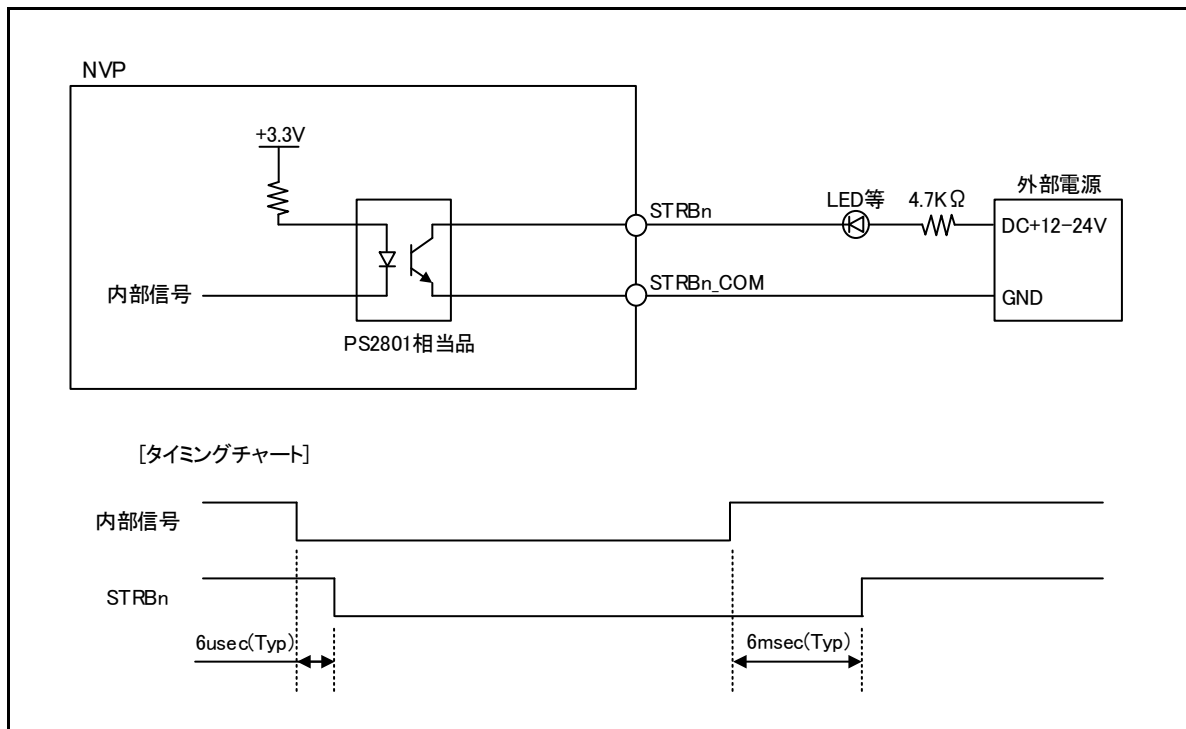 NVP
+3.3V
内部信号
PS2801相当品
STRBn
STRBn_COM
LED等
4.7KΩ
外部電源
DC+12-24V
GND
[タイミングチャート]
内部信号
STRBn
6usec(Typ)
6msec(Typ)